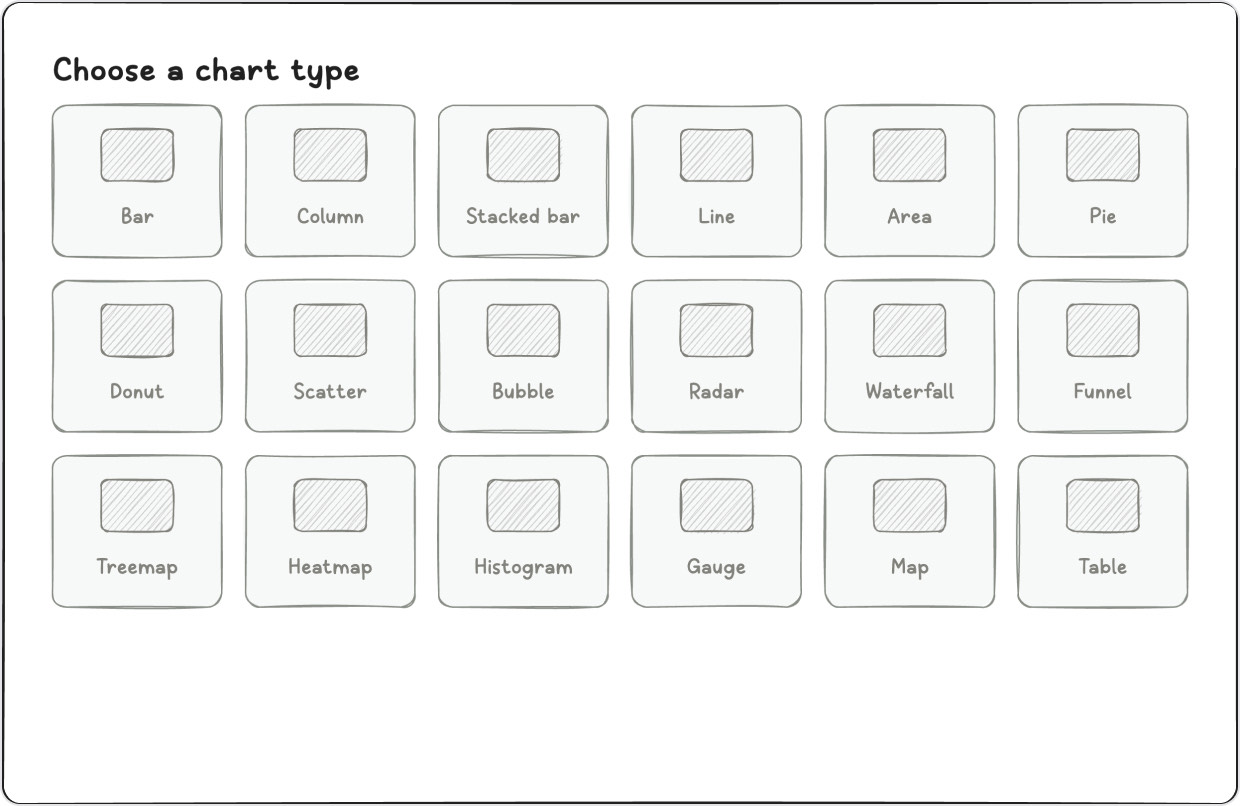 Choose a chart type
Bar
Column
Stacked bar
Line
Area
Pie
Donut
Scatter
Bubble
Radar
Waterfall
Funnel
Treemap
Heatmap
Histogram
Gauge
Map
Table